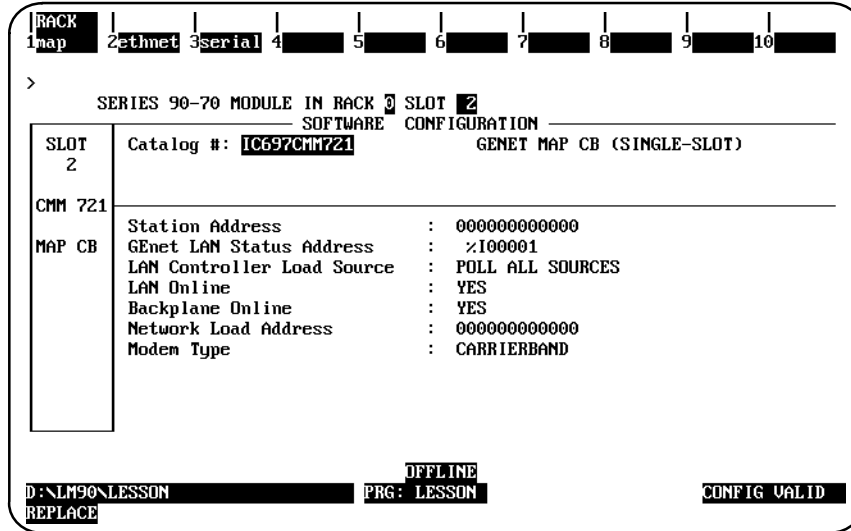 RACK
1map 2ethnet 3serial 4 5 6 7 8 9 10
>
SERIES 90-70 MODULE IN RACK 0 SLOT 2
SOFTWARE CONFIGURATION
SLOT Catalog #: IC697CMM721 GENET MAP CB (SINGLE-SLOT)
2
CMM 721
Station Address : 000000000000
MAP CB GEnet LAN Status Address : %I00001
LAN Controller Load Source : POLL ALL SOURCES
LAN Online : YES
Backplane Online : YES
Network Load Address : 000000000000
Modem Type : CARRIERBAND
OFFLINE
D:\LM90\LESSON PRG: LESSON CONFIG VALID
REPLACE